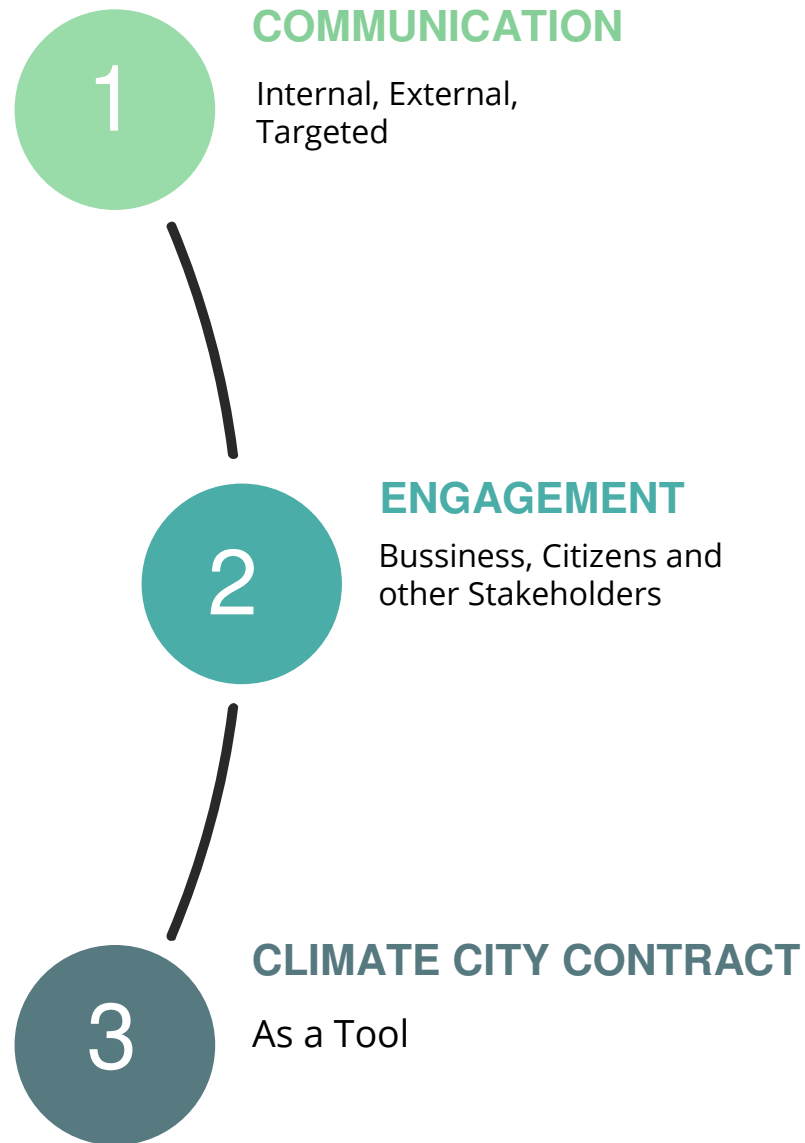 1
COMMUNICATION
Internal, External,
Targeted
2
ENGAGEMENT
Bussiness, Citizens and
other Stakeholders
3
CLIMATE CITY CONTRACT
As a Tool